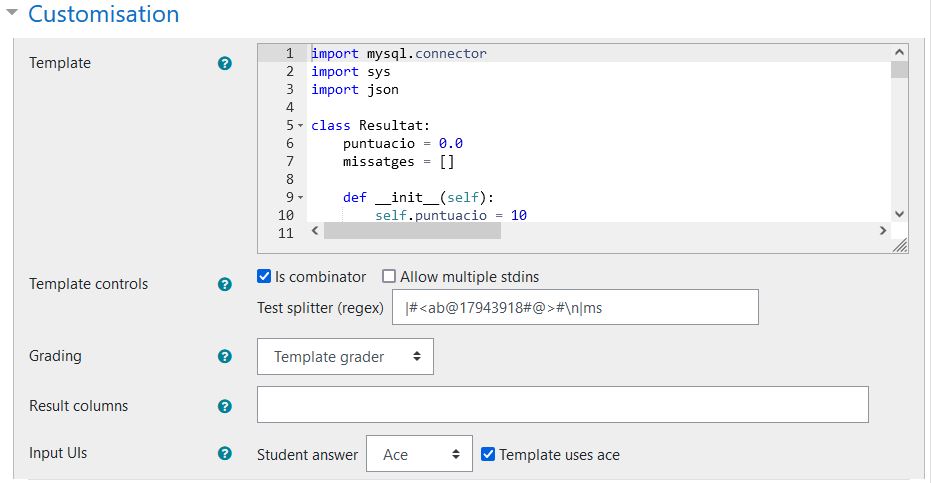 Customisation
Template
1 import mysql.connector
2 import sys
3 import json
4
5 class Resultat:
6 puntuacio = 0.0
7 missatges = []
8
9 def __init__(self):
10 self.puntuacio = 10
11
Template controls
Is combinator Allow multiple stdins
Test splitter (regex) |#<ab@17943918#@>#\n|ms
Grading Template grader
Result columns
Input UIs Student answer Ace Template uses ace